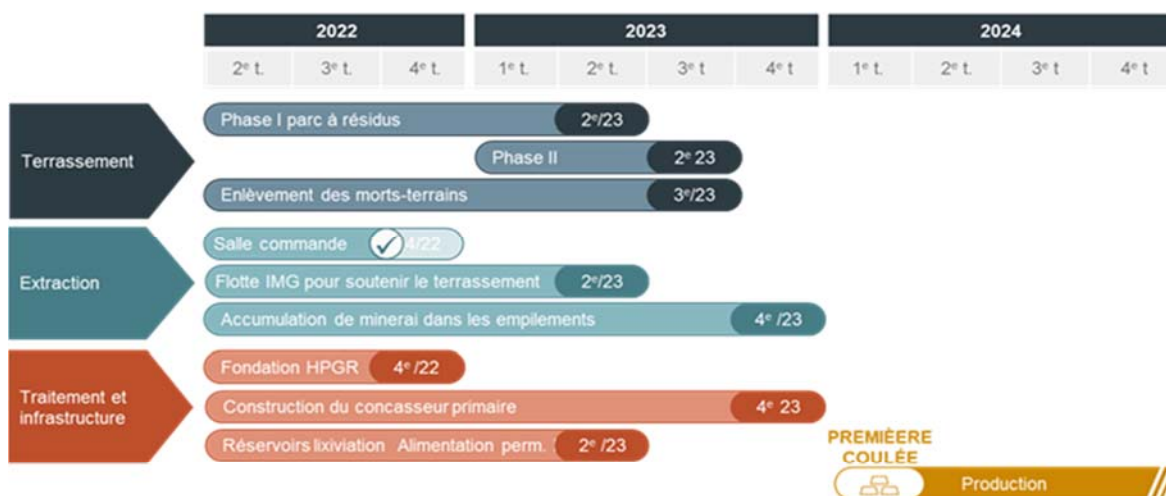 2022 2023 2024
2ᵉ t. 3ᵉ t. 4ᵉ t. 1ᵉ t. 2ᵉ t. 3ᵉ t 4ᵉ t 1ᵉ t. 2ᵉ t. 3ᵉ t 4ᵉ t
Terrassement
Phase I parc à résidus 2ᵉ/23
Phase II 2ᵉ 23
Enlèvement des morts-terrains 3ᵉ/23
Extraction
Salle commande 4/22
Flotte IMG pour soutenir le terrassement 2ᵉ/23
Accumulation de minerai dans les empilements 4ᵉ /23
Traitement et
infrastructure
Fondation HPGR 4ᵉ /22
Construction du concasseur primaire 4ᵉ 23
Réservoirs lixiviation Alimentation perm. 2ᵉ /23
PREMIÈERE
COULÉE
Production